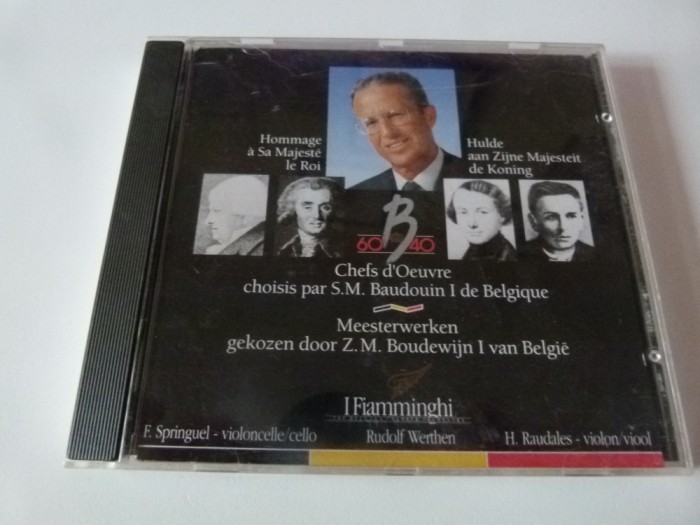 Hommage
à Sa Majesté
le Roi
Hulde
aan Zijne Majesteit
de Koning
60 B 40
Chefs d'Oeuvre
choisis par S.M. Baudouin I de Belgique
Meesterwerken
gekozen door Z.M. Boudewijn I van België
I Fiamminghi
F. Springuel - violoncelle/cello
Rudolf Werthen
H. Raudales - violon/viool